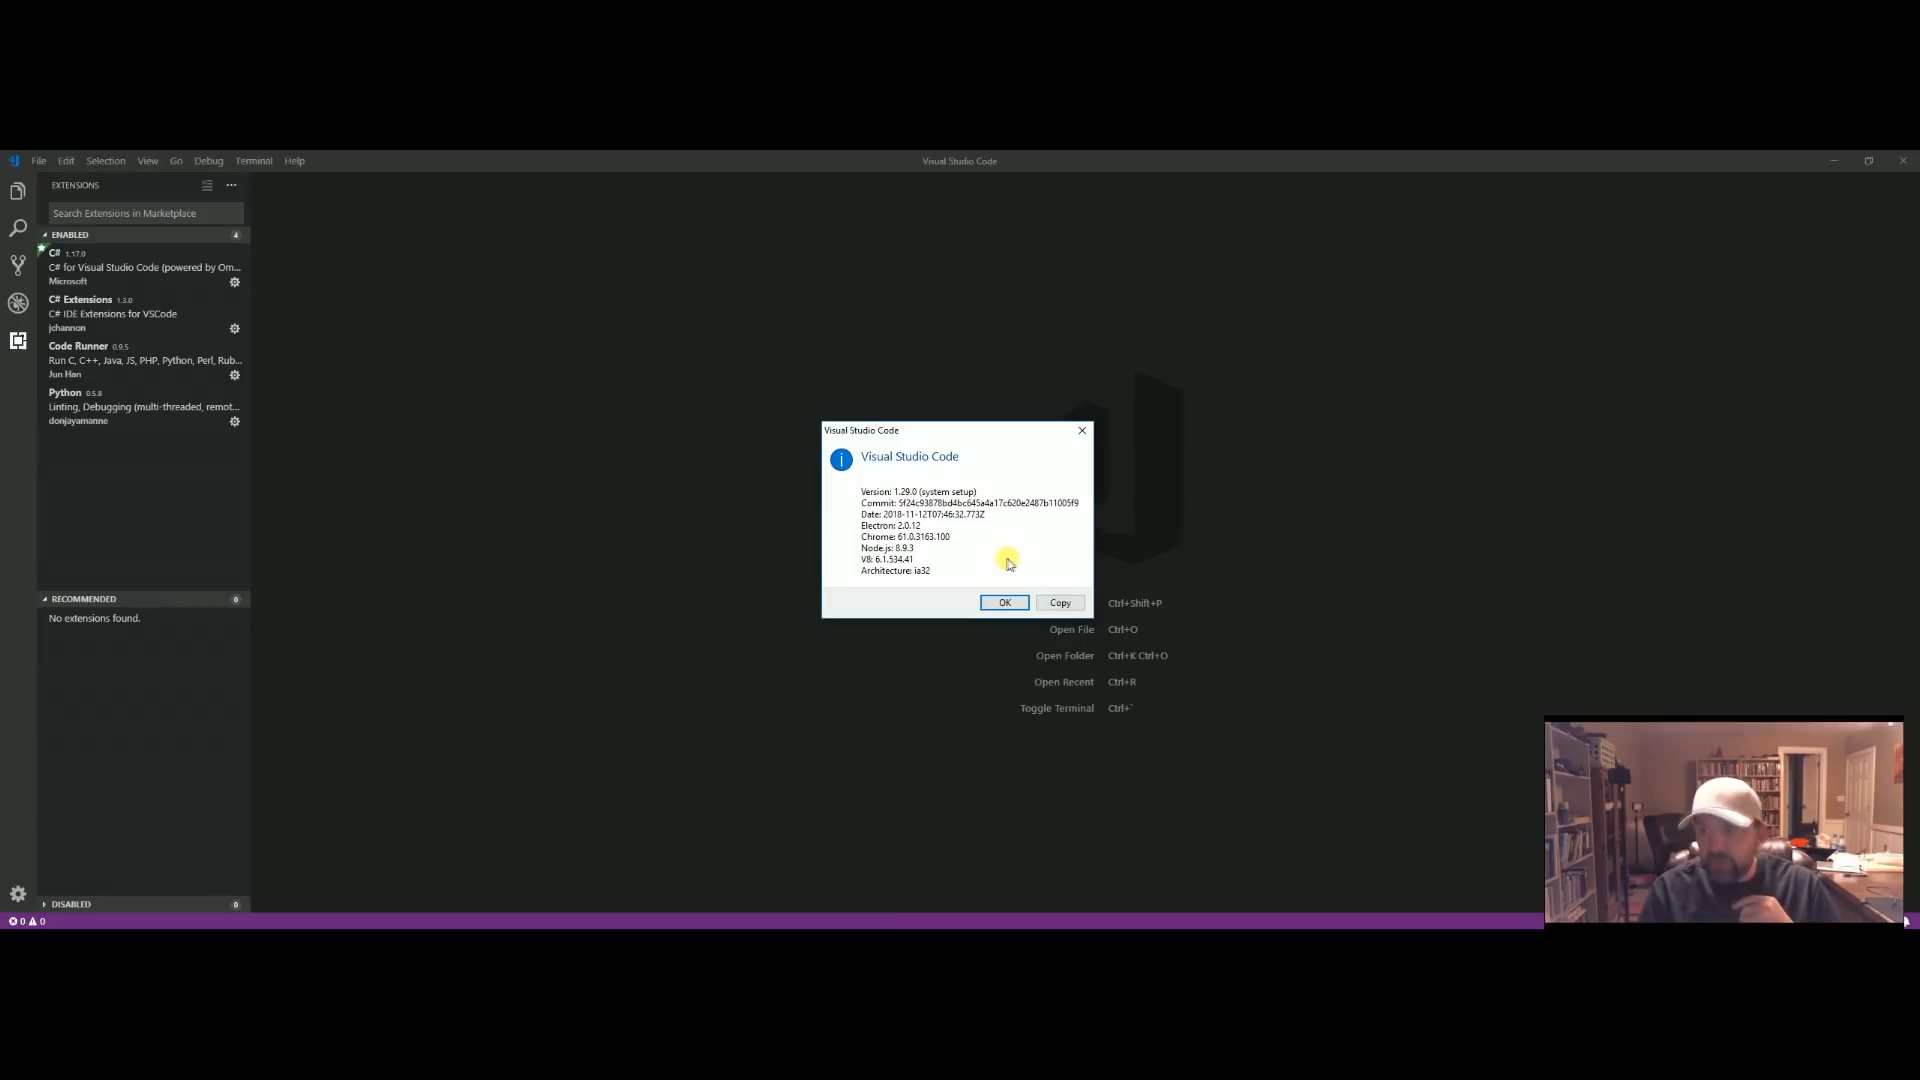 File Edit Selection View Go Debug Terminal Help
Visual Studio Code
EXTENSIONS
Search Extensions in Marketplace
ENABLED 4
C# 1.17.0
C# for Visual Studio Code (powered by Om...
Microsoft
C# Extensions 1.3.0
C# IDE Extensions for VSCode
jchannon
Code Runner 0.9.5
Run C, C++, Java, JS, PHP, Python, Perl, Rub...
Jun Han
Python 0.5.8
Linting, Debugging (multi-threaded, remot...
donjayamanne
RECOMMENDED 0
No extensions found.
DISABLED 0
0 0
Visual Studio Code
Visual Studio Code
Version: 1.29.0 (system setup)
Commit: 5f24c93878bd4bc645a4a17c620e2487b11005f9
Date: 2018-11-12T07:46:32.773Z
Electron: 2.0.12
Chrome: 61.0.3163.100
Node.js: 8.9.3
V8: 6.1.534.41
Architecture: ia32
OK Copy
Ctrl+Shift+P
Open File Ctrl+O
Open Folder Ctrl+K Ctrl+O
Open Recent Ctrl+R
Toggle Terminal Ctrl+`